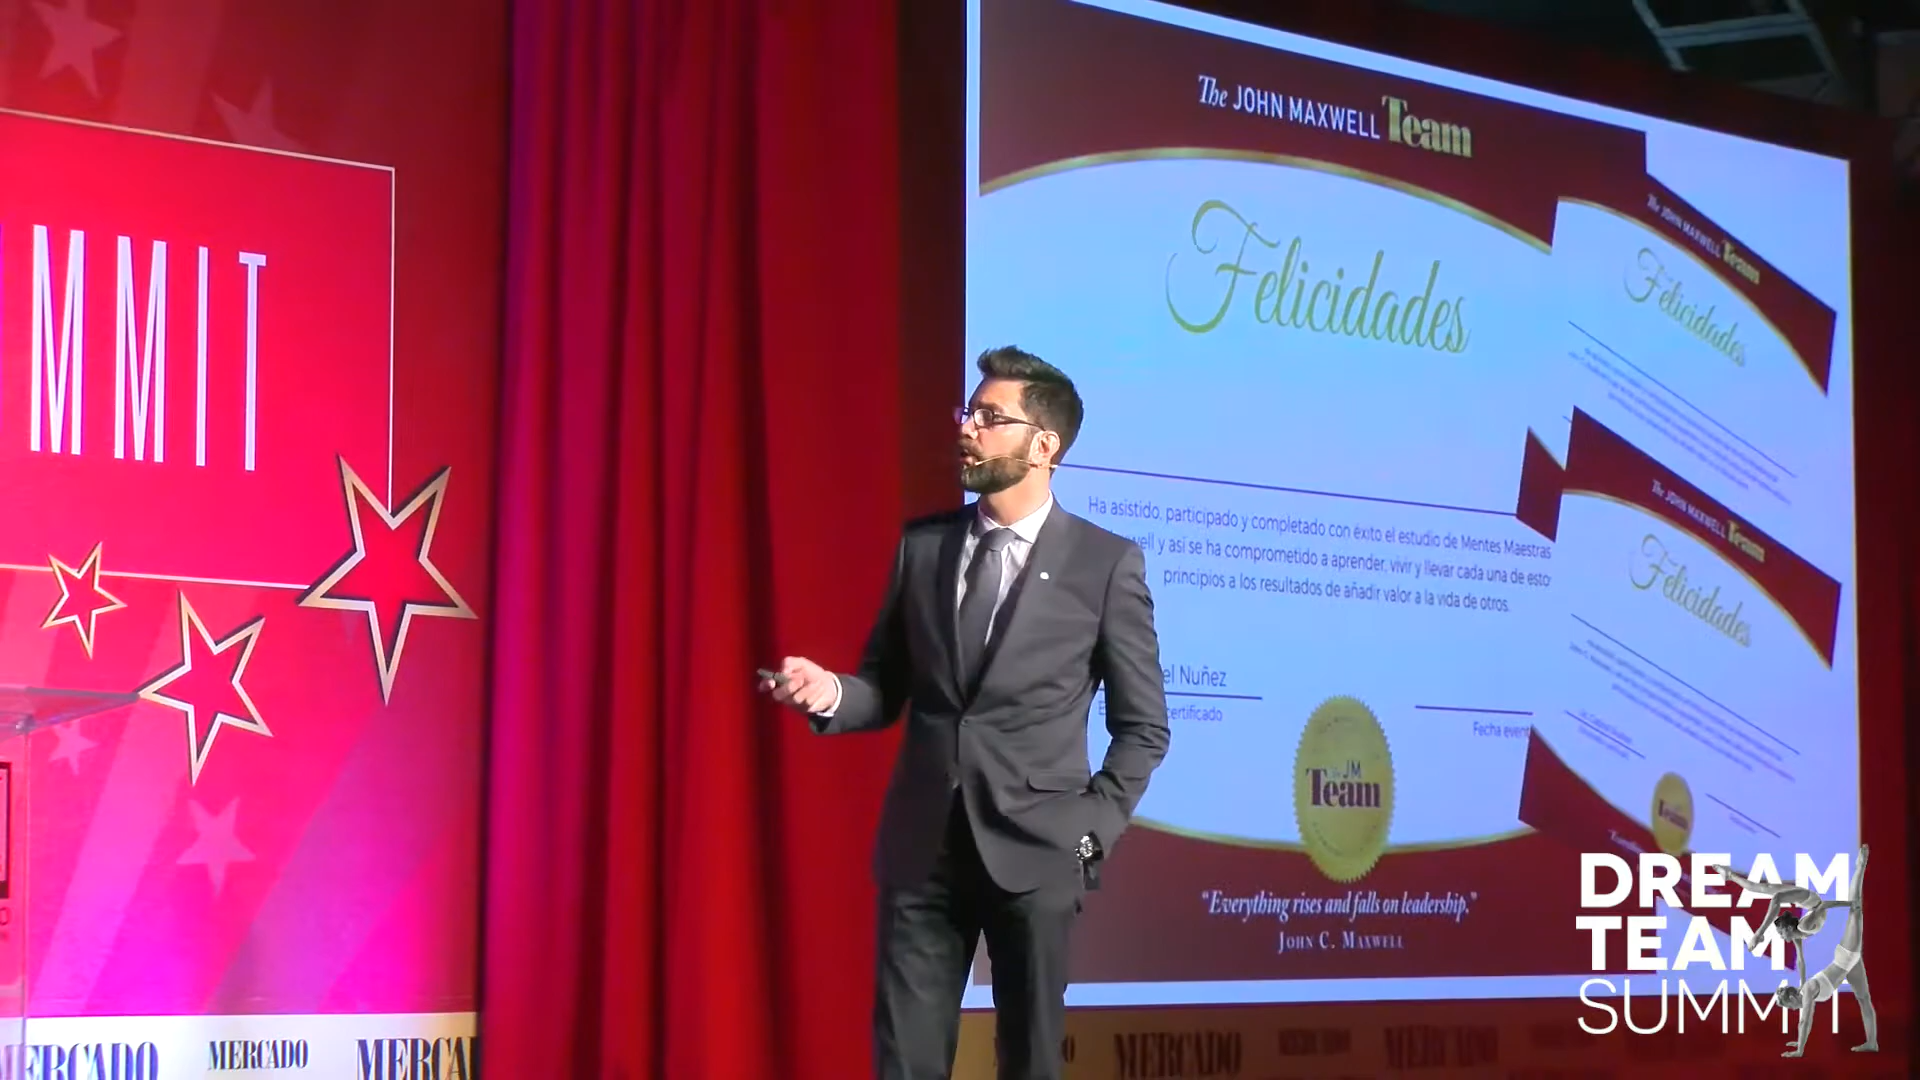 MMIT
The JOHN MAXWELL Team
Felicidades
Ha asistido, participado y completado con éxito el estudio de Mentes Maestras
well y así se ha comprometido a aprender, vivir y llevar cada una de esto
principios a los resultados de añadir valor a la vida de otros.
el Nuñez
certificado
Fecha event
The JM
Team
"Everything rises and falls on leadership."
JOHN C. MAXWELL
The JOHN MAXWELL Team
Felicidades
The JOHN MAXWELL Team
Felicidades
Team
DREAM
TEAM
SUMMIT
MERCADO
MERCADO
MERCA
MERCADO
MERCADO